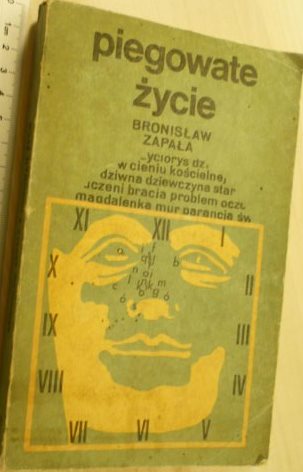 piegowate
życie
BRONISŁAW
ZAPAŁA
yciorys dz.
w cieniu kościelne,
dziwna dziewczyna star
uczeni bracia problem oczu
magdalenka mur parancja św
XI XII I
X II
IX III
VIII IV
VII VI V